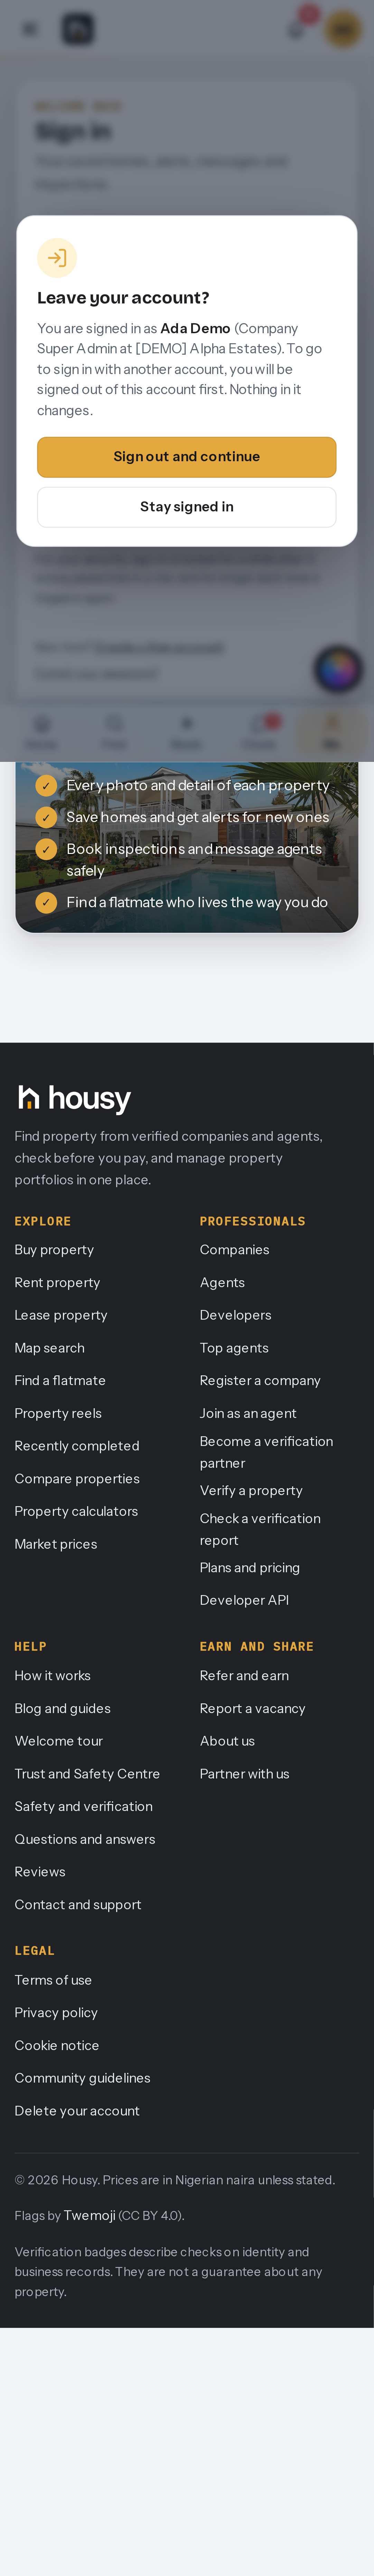 Sign in
Leave your account?
You are signed in as Ada Demo (Company
Super Admin at [DEMO] Alpha Estates). To go
to sign in with another account, you will be
signed out of this account first. Nothing in it
changes.
Sign out and continue
Stay signed in
Every photo and detail of each property
Save homes and get alerts for new ones
Book inspections and message agents
safely
Find a flatmate who lives the way you do
housy
Find property from verified companies and agents,
check before you pay, and manage property
portfolios in one place.
EXPLORE
Buy property
Rent property
Lease property
Map search
Find a flatmate
Property reels
Recently completed
Compare properties
Property calculators
Market prices
PROFESSIONALS
Companies
Agents
Developers
Top agents
Register a company
Join as an agent
Become a verification
partner
Verify a property
Check a verification
report
Plans and pricing
Developer API
HELP
How it works
Blog and guides
Welcome tour
Trust and Safety Centre
Safety and verification
Questions and answers
Reviews
Contact and support
EARN AND SHARE
Refer and earn
Report a vacancy
About us
Partner with us
LEGAL
Terms of use
Privacy policy
Cookie notice
Community guidelines
Delete your account
© 2026 Housy. Prices are in Nigerian naira unless stated.
Flags by Twemoji (CC BY 4.0).
Verification badges describe checks on identity and
business records. They are not a guarantee about any
property.